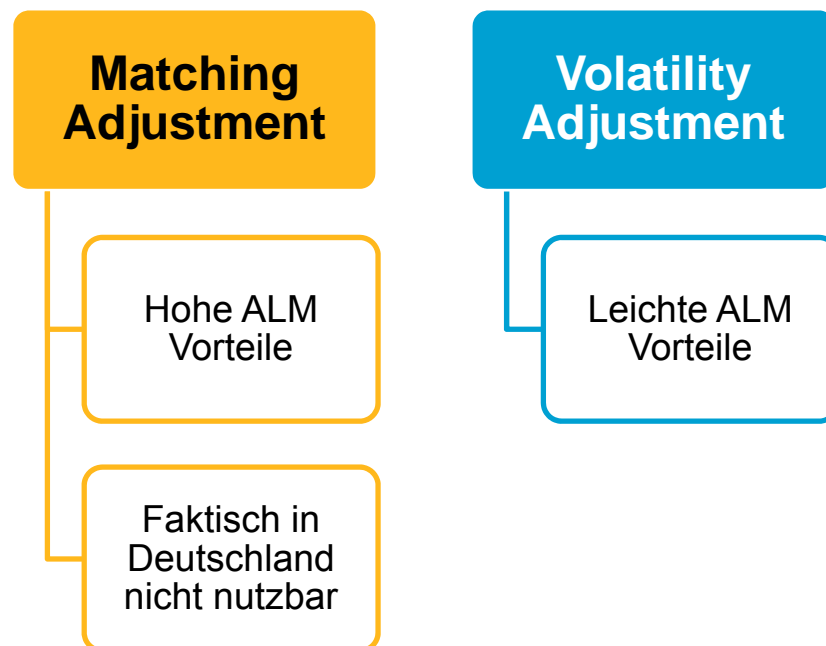 Matching
Adjustment
Hohe ALM
Vorteile
Faktisch in
Deutschland
nicht nutzbar
Volatility
Adjustment
Leichte ALM
Vorteile